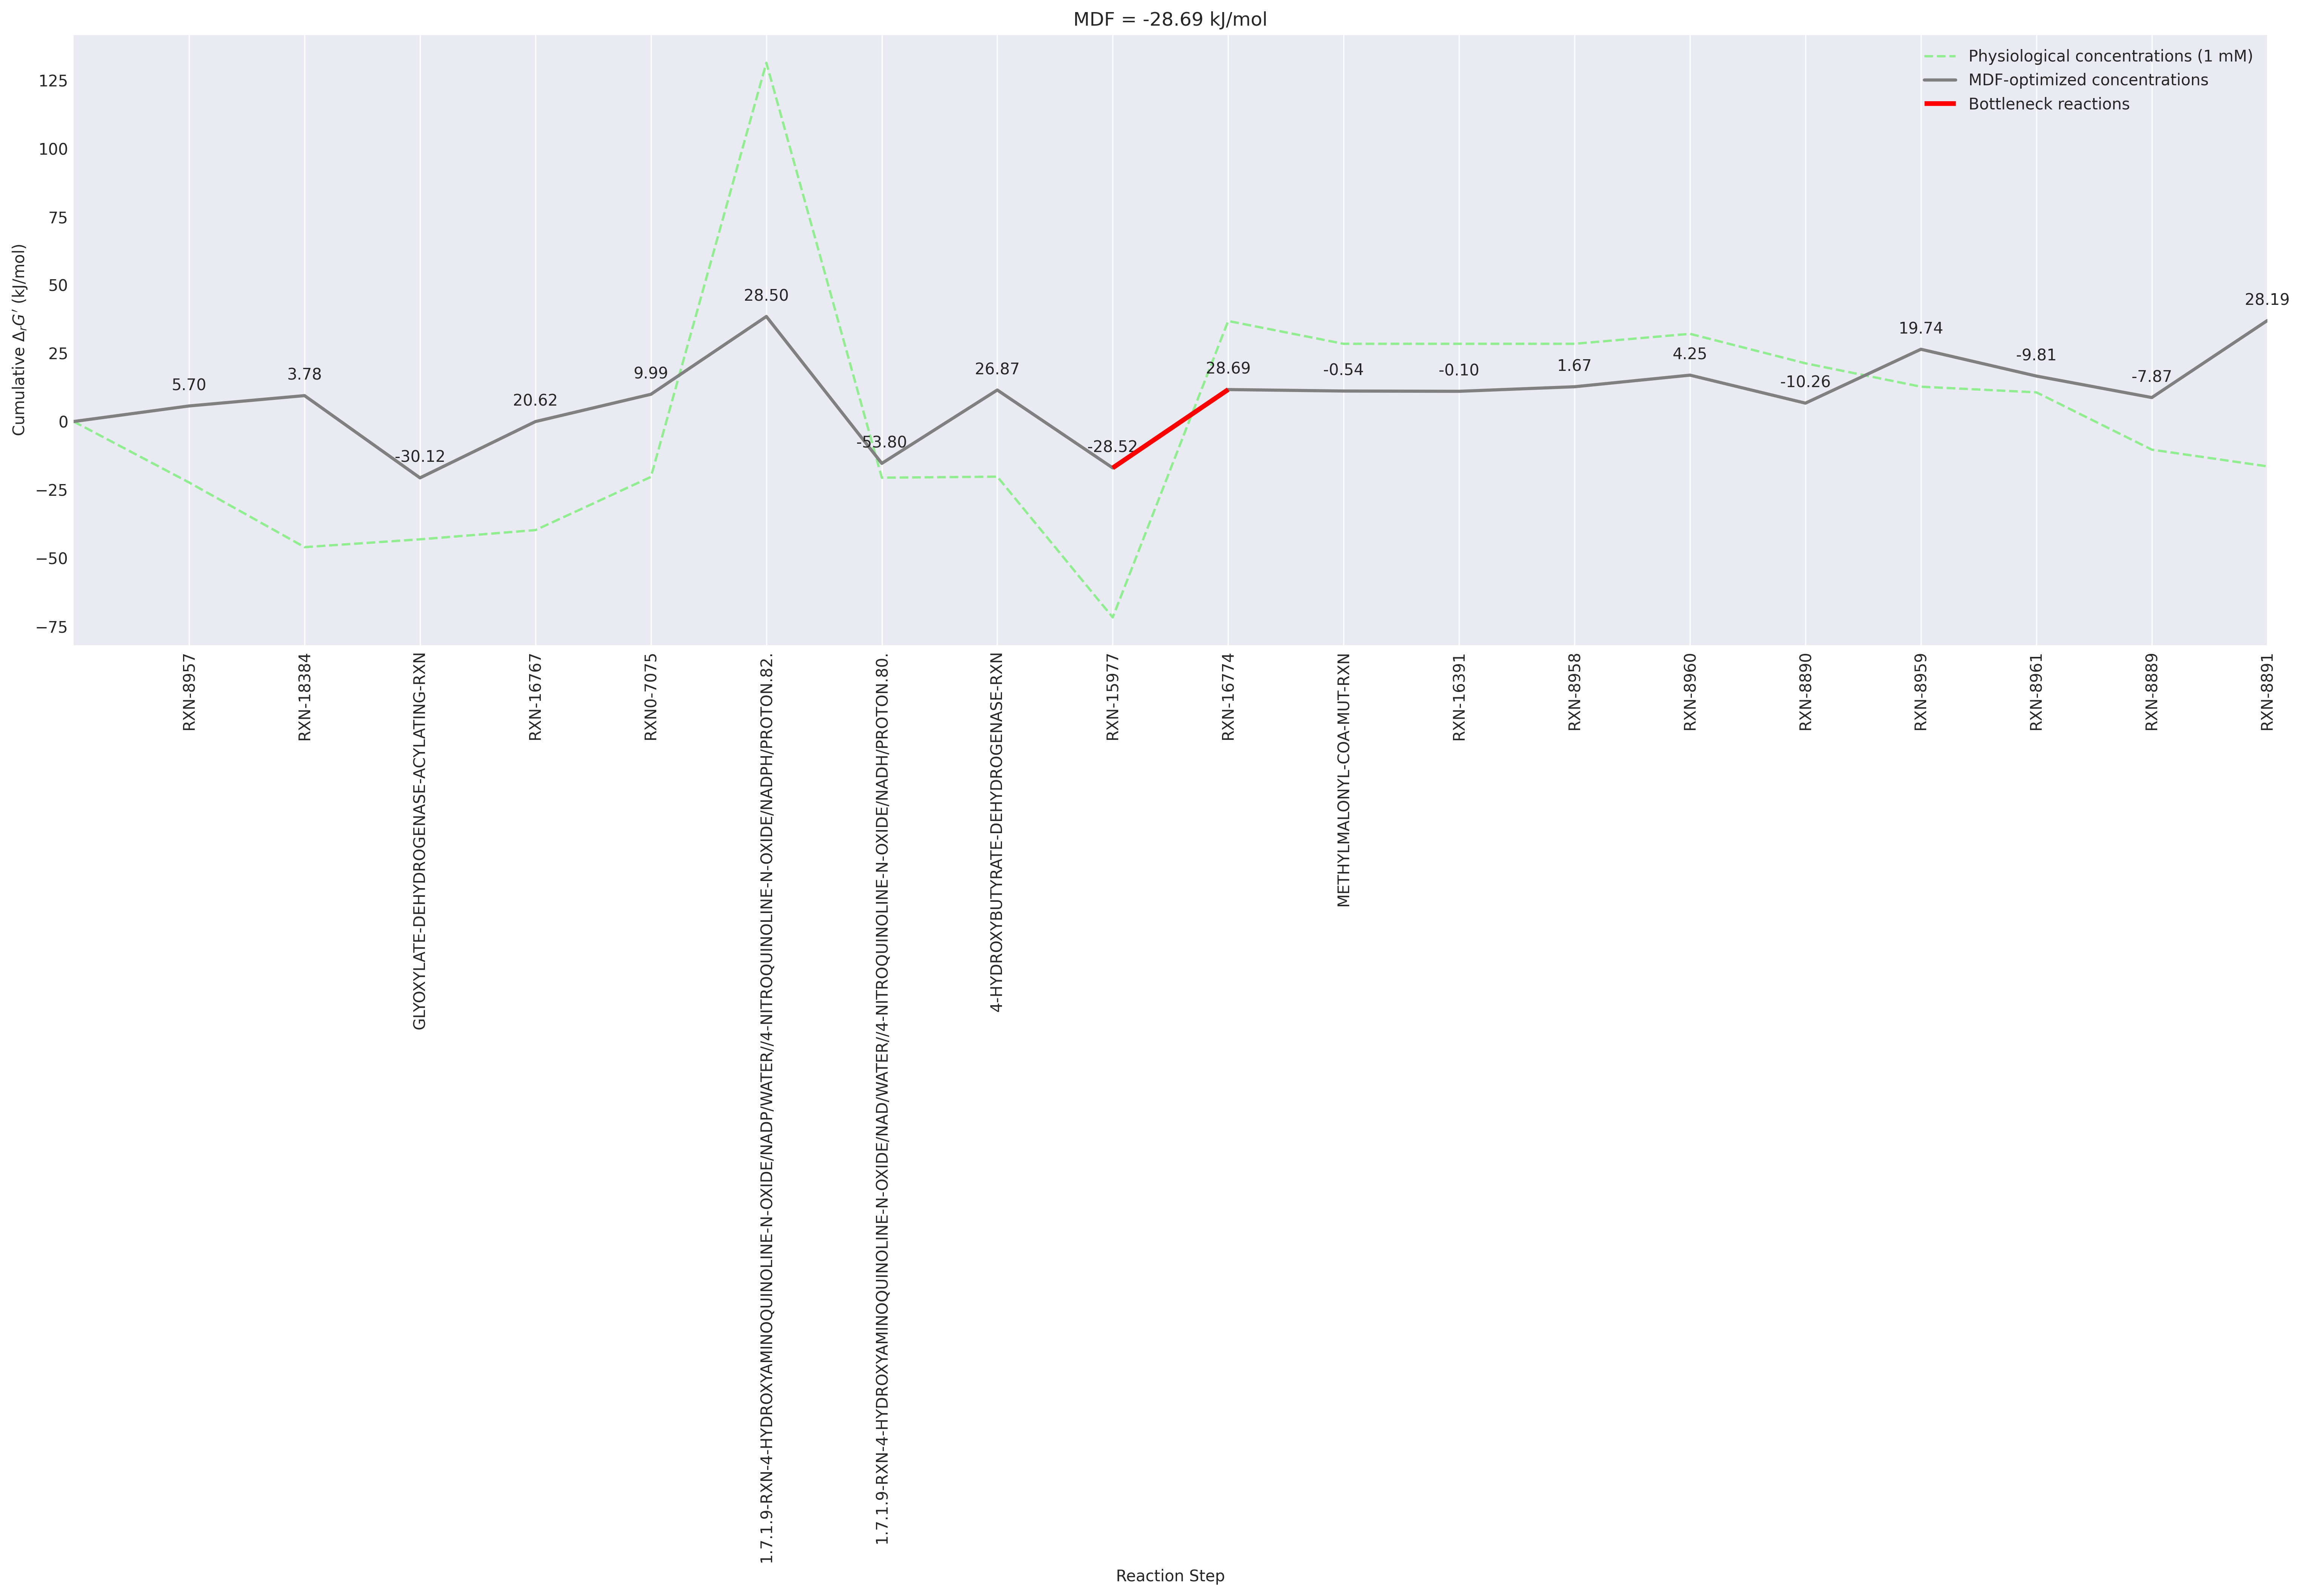 MDF = -28.69 kJ/mol
Physiological concentrations (1 mM)
MDF-optimized concentrations
Bottleneck reactions
Cumulative ΔrG′ (kJ/mol)
125
100
75
50
25
0
−25
−50
−75
5.70
3.78
-30.12
20.62
9.99
28.50
-53.80
26.87
-28.52
28.69
-0.54
-0.10
1.67
4.25
-10.26
19.74
-9.81
-7.87
28.19
RXN-8957
RXN-18384
GLYOXYLATE-DEHYDROGENASE-ACYLATING-RXN
RXN-16767
RXN0-7075
1.7.1.9-RXN-4-HYDROXYAMINOQUINOLINE-N-OXIDE/NADP/WATER//4-NITROQUINOLINE-N-OXIDE/NADPH/PROTON.82.
1.7.1.9-RXN-4-HYDROXYAMINOQUINOLINE-N-OXIDE/NAD/WATER//4-NITROQUINOLINE-N-OXIDE/NADH/PROTON.80.
4-HYDROXYBUTYRATE-DEHYDROGENASE-RXN
RXN-15977
RXN-16774
METHYLMALONYL-COA-MUT-RXN
RXN-16391
RXN-8958
RXN-8960
RXN-8890
RXN-8959
RXN-8961
RXN-8889
RXN-8891
Reaction Step